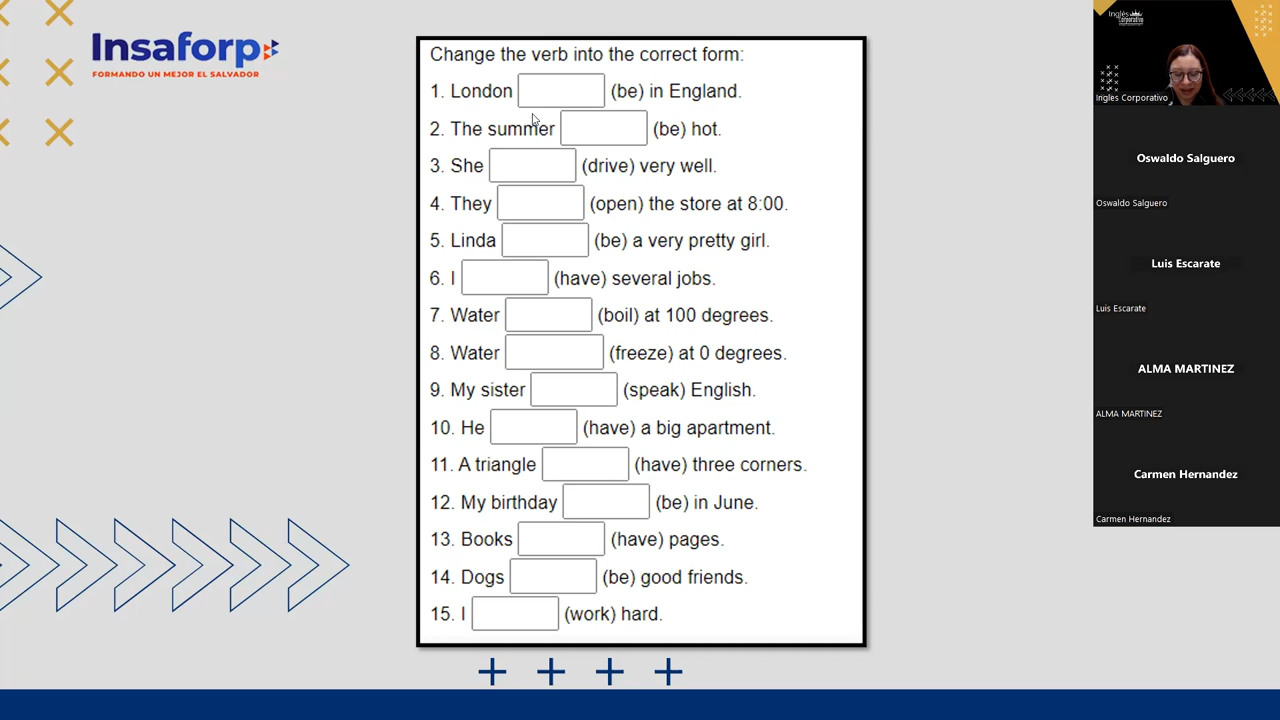 Insaforp
FORMANDO UN MEJOR EL SALVADOR
Change the verb into the correct form:
1. London (be) in England.
2. The summer (be) hot.
3. She (drive) very well.
4. They (open) the store at 8:00.
5. Linda (be) a very pretty girl.
6. I (have) several jobs.
7. Water (boil) at 100 degrees.
8. Water (freeze) at 0 degrees.
9. My sister (speak) English.
10. He (have) a big apartment.
11. A triangle (have) three corners.
12. My birthday (be) in June.
13. Books (have) pages.
14. Dogs (be) good friends.
15. I (work) hard.
Inglés
Corporativo
Ingles Corporativo
Oswaldo Salguero
Oswaldo Salguero
Luis Escarate
Luis Escarate
ALMA MARTINEZ
ALMA MARTINEZ
Carmen Hernandez
Carmen Hernandez